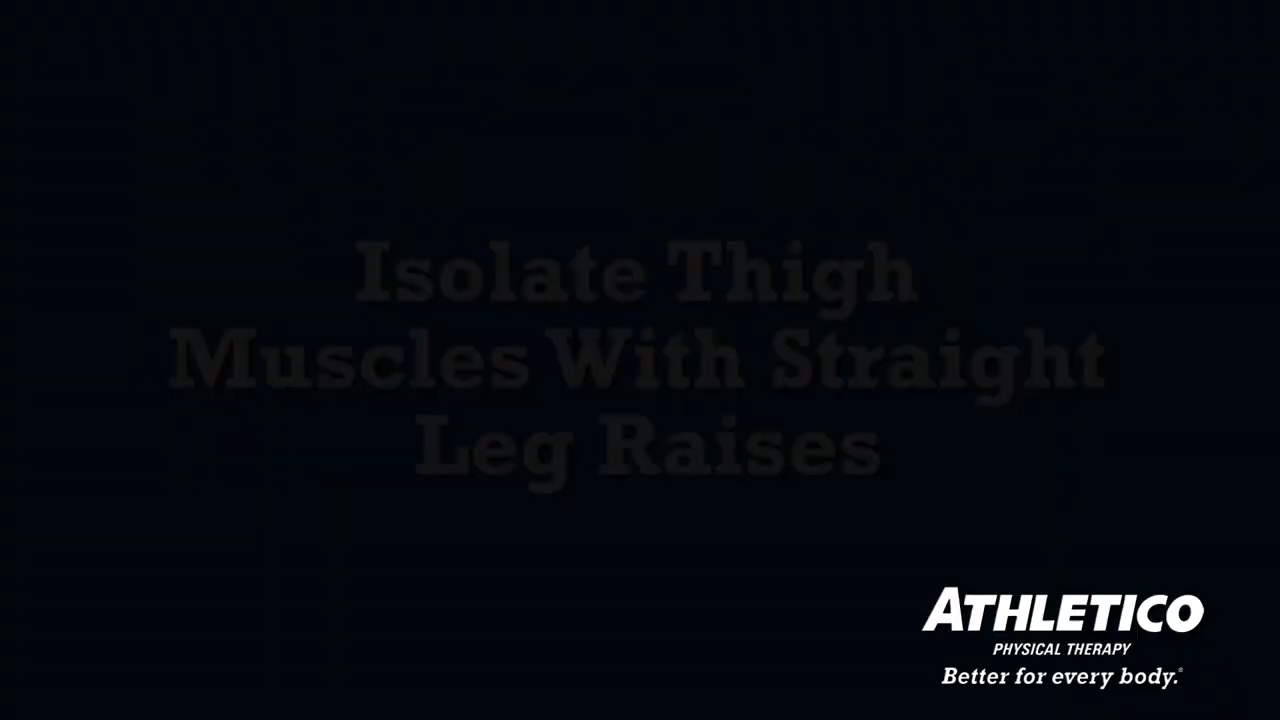 Isolate Thigh
Muscles With Straight
Leg Raises
ATHLETICO
PHYSICAL THERAPY
Better for every body.®